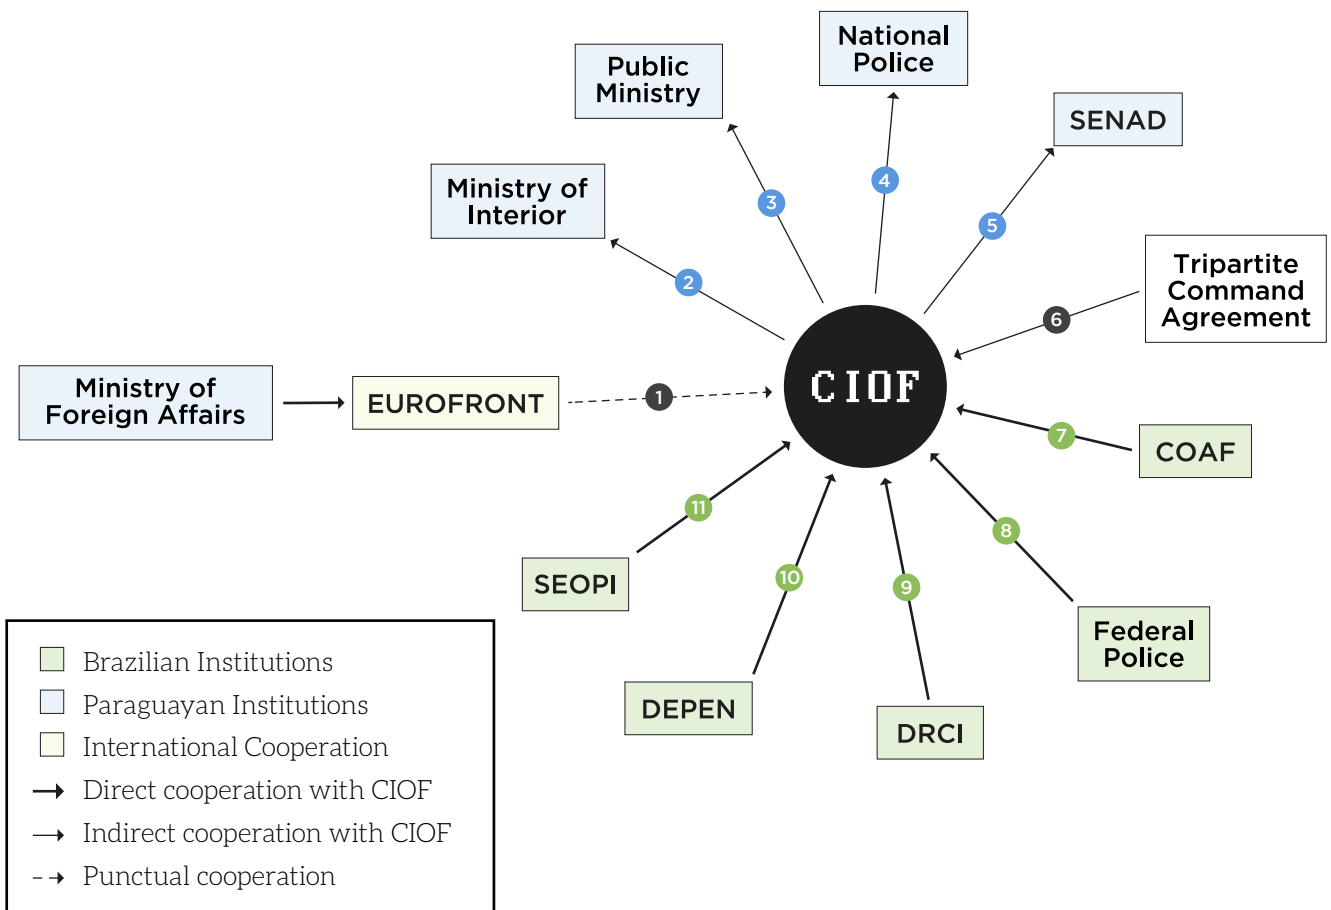 National
Police
Public
Ministry
SENAD
Ministry of
Interior
4
3
5
2
Tripartite
Command
Agreement
6
Ministry of
Foreign Affairs
EUROFRONT
1
CIOF
7
COAF
11
8
SEOPI
10
9
Federal
Police
DEPEN
DRCI
Brazilian Institutions
Paraguayan Institutions
International Cooperation
Direct cooperation with CIOF
Indirect cooperation with CIOF
Punctual cooperation